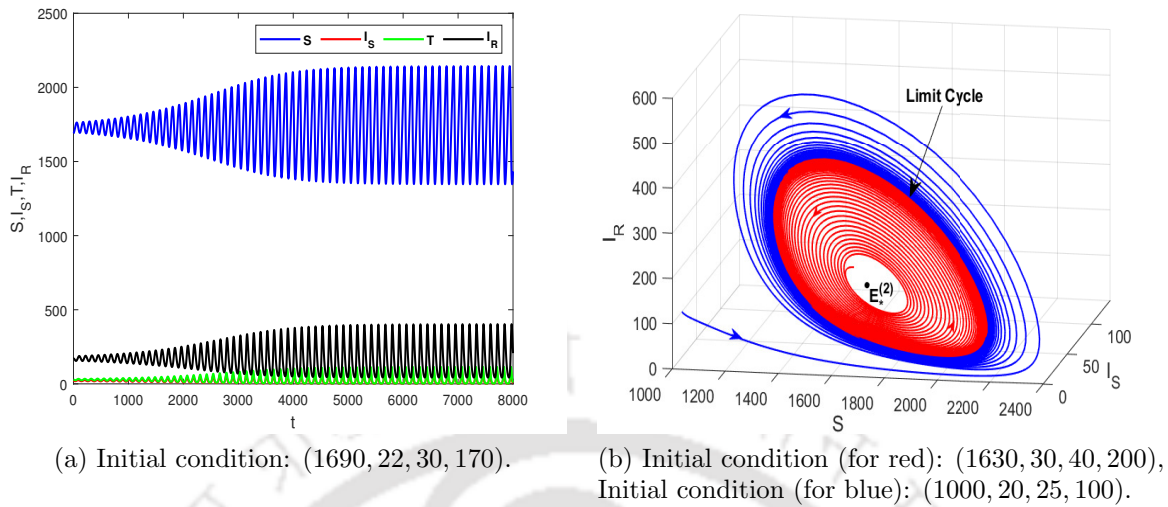 2500
2000
1500
1000
500
0
S,I_S,T,I_R
S I_S T I_R
0 1000 2000 3000 4000 5000 6000 7000 8000
t
(a) Initial condition: (1690, 22, 30, 170).
600
500
400
300
200
100
0
I_R
Limit Cycle
E_*^{(2)}
100
50
0
I_S
1000 1200 1400 1600 1800 2000 2200 2400
S
(b) Initial condition (for red): (1630, 30, 40, 200),
Initial condition (for blue): (1000, 20, 25, 100).